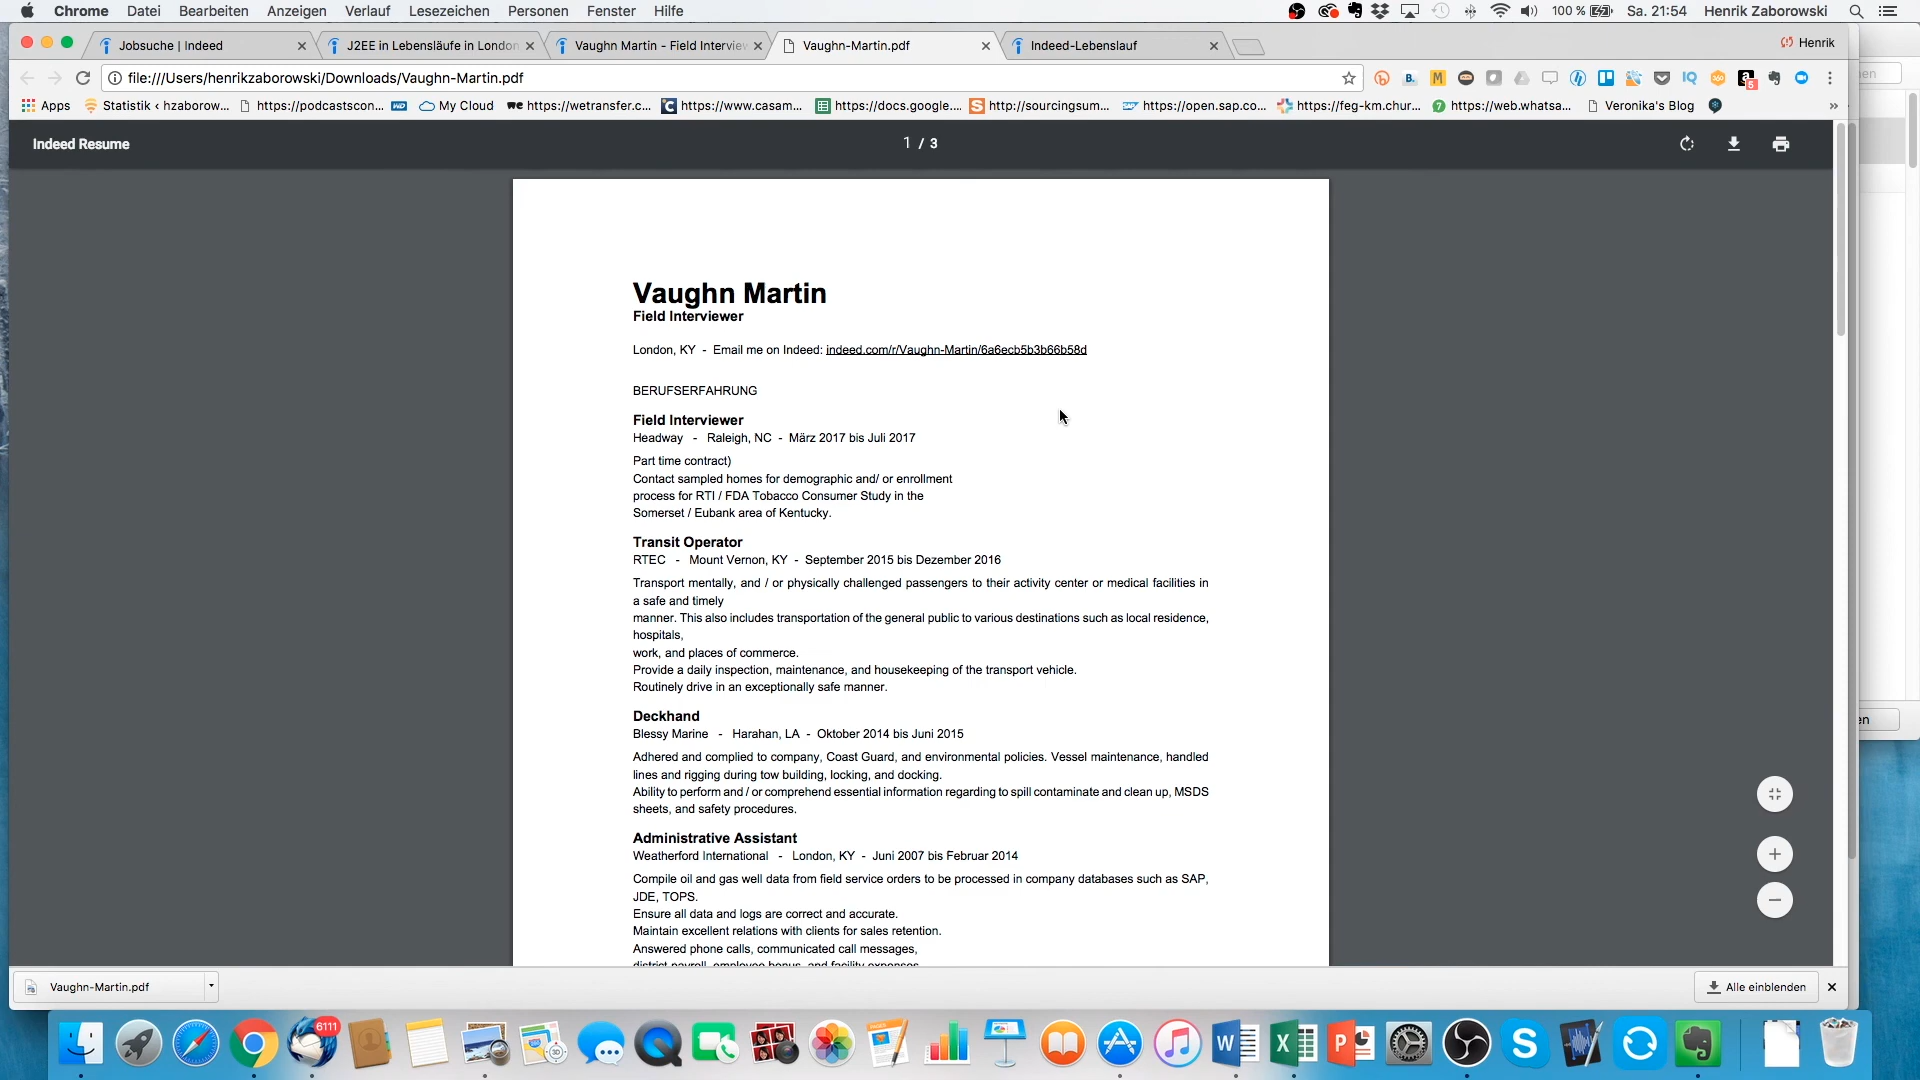 Chrome Datei Bearbeiten Anzeigen Verlauf Lesezeichen Personen Fenster Hilfe 100 % Sa. 21:54 Henrik Zaborowski
Jobsuche | Indeed J2EE in Lebensläufe in London Vaughn Martin - Field Interview Vaughn-Martin.pdf Indeed-Lebenslauf Henrik
file:///Users/henrikzaborowski/Downloads/Vaughn-Martin.pdf
Apps Statistik ‹ hzaborow... https://podcastscon... My Cloud https://wetransfer.c... https://www.casam... https://docs.google.... http://sourcingsum... https://open.sap.co... https://feg-km.chur... https://web.whatsa... Veronika's Blog »
Indeed Resume 1 / 3
Vaughn Martin
Field Interviewer
London, KY - Email me on Indeed: indeed.com/r/Vaughn-Martin/6a6ecb5b3b66b58d
BERUFSERFAHRUNG
Field Interviewer
Headway - Raleigh, NC - März 2017 bis Juli 2017
Part time contract)
Contact sampled homes for demographic and/ or enrollment
process for RTI / FDA Tobacco Consumer Study in the
Somerset / Eubank area of Kentucky.
Transit Operator
RTEC - Mount Vernon, KY - September 2015 bis Dezember 2016
Transport mentally, and / or physically challenged passengers to their activity center or medical facilities in
a safe and timely
manner. This also includes transportation of the general public to various destinations such as local residence,
hospitals,
work, and places of commerce.
Provide a daily inspection, maintenance, and housekeeping of the transport vehicle.
Routinely drive in an exceptionally safe manner.
Deckhand
Blessy Marine - Harahan, LA - Oktober 2014 bis Juni 2015
Adhered and complied to company, Coast Guard, and environmental policies. Vessel maintenance, handled
lines and rigging during tow building, locking, and docking.
Ability to perform and / or comprehend essential information regarding to spill contaminate and clean up, MSDS
sheets, and safety procedures.
Administrative Assistant
Weatherford International - London, KY - Juni 2007 bis Februar 2014
Compile oil and gas well data from field service orders to be processed in company databases such as SAP,
JDE, TOPS.
Ensure all data and logs are correct and accurate.
Maintain excellent relations with clients for sales retention.
Answered phone calls, communicated call messages,
district payroll, employee bonus, and facility expenses
Vaughn-Martin.pdf Alle einblenden
6111